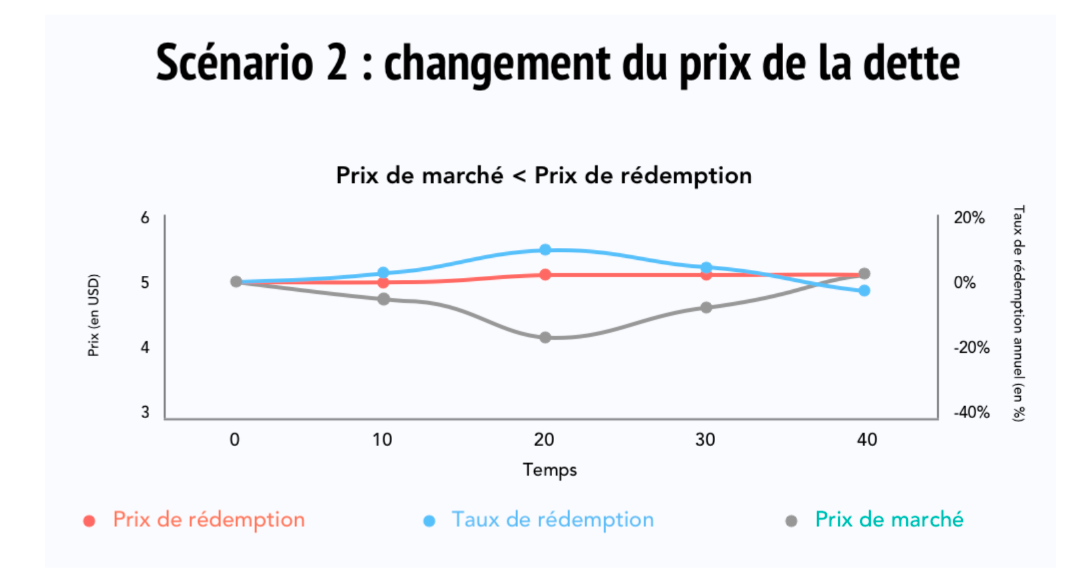 Scénario 2 : changement du prix de la dette
Prix de marché < Prix de rédemption
6
5
4
3
Prix (en USD)
20%
0%
-20%
-40%
Taux de rédemption annuel (en %)
0 10 20 30 40
Temps
Prix de rédemption Taux de rédemption Prix de marché